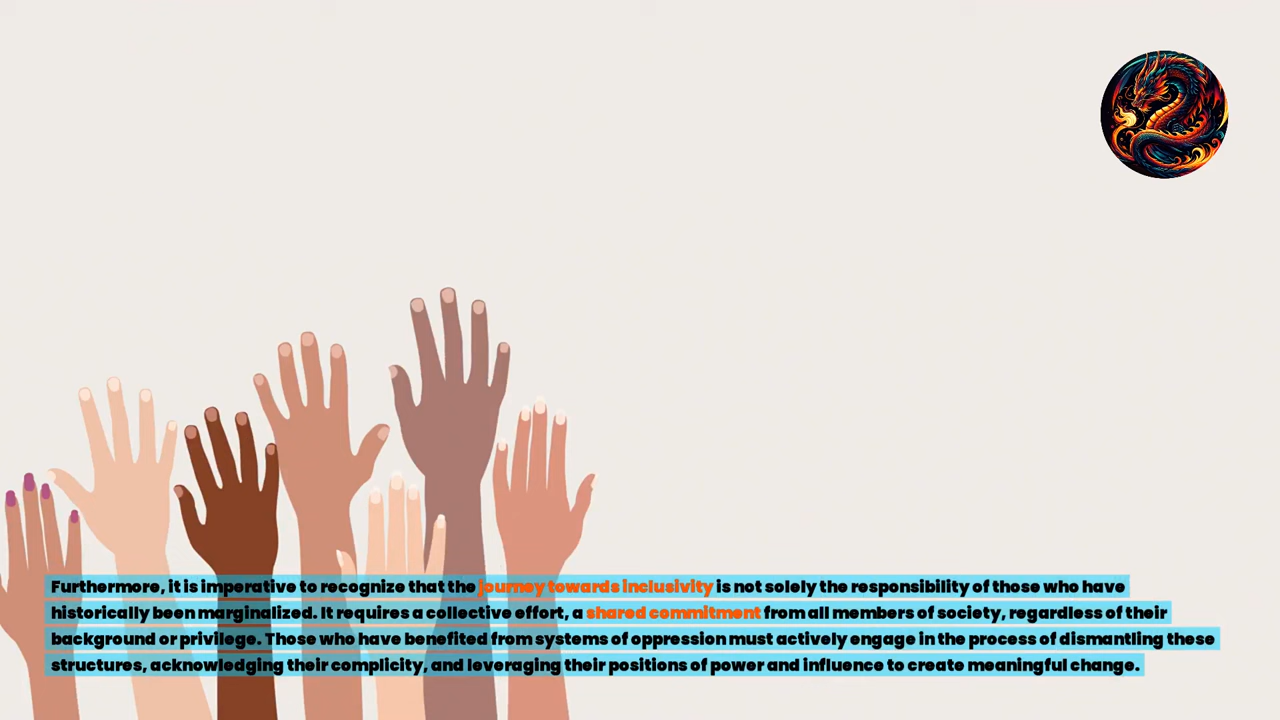 Furthermore, it is imperative to recognize that the journey towards inclusivity is not solely the responsibility of those who have
historically been marginalized. It requires a collective effort, a shared commitment from all members of society, regardless of their
background or privilege. Those who have benefited from systems of oppression must actively engage in the process of dismantling these
structures, acknowledging their complicity, and leveraging their positions of power and influence to create meaningful change.